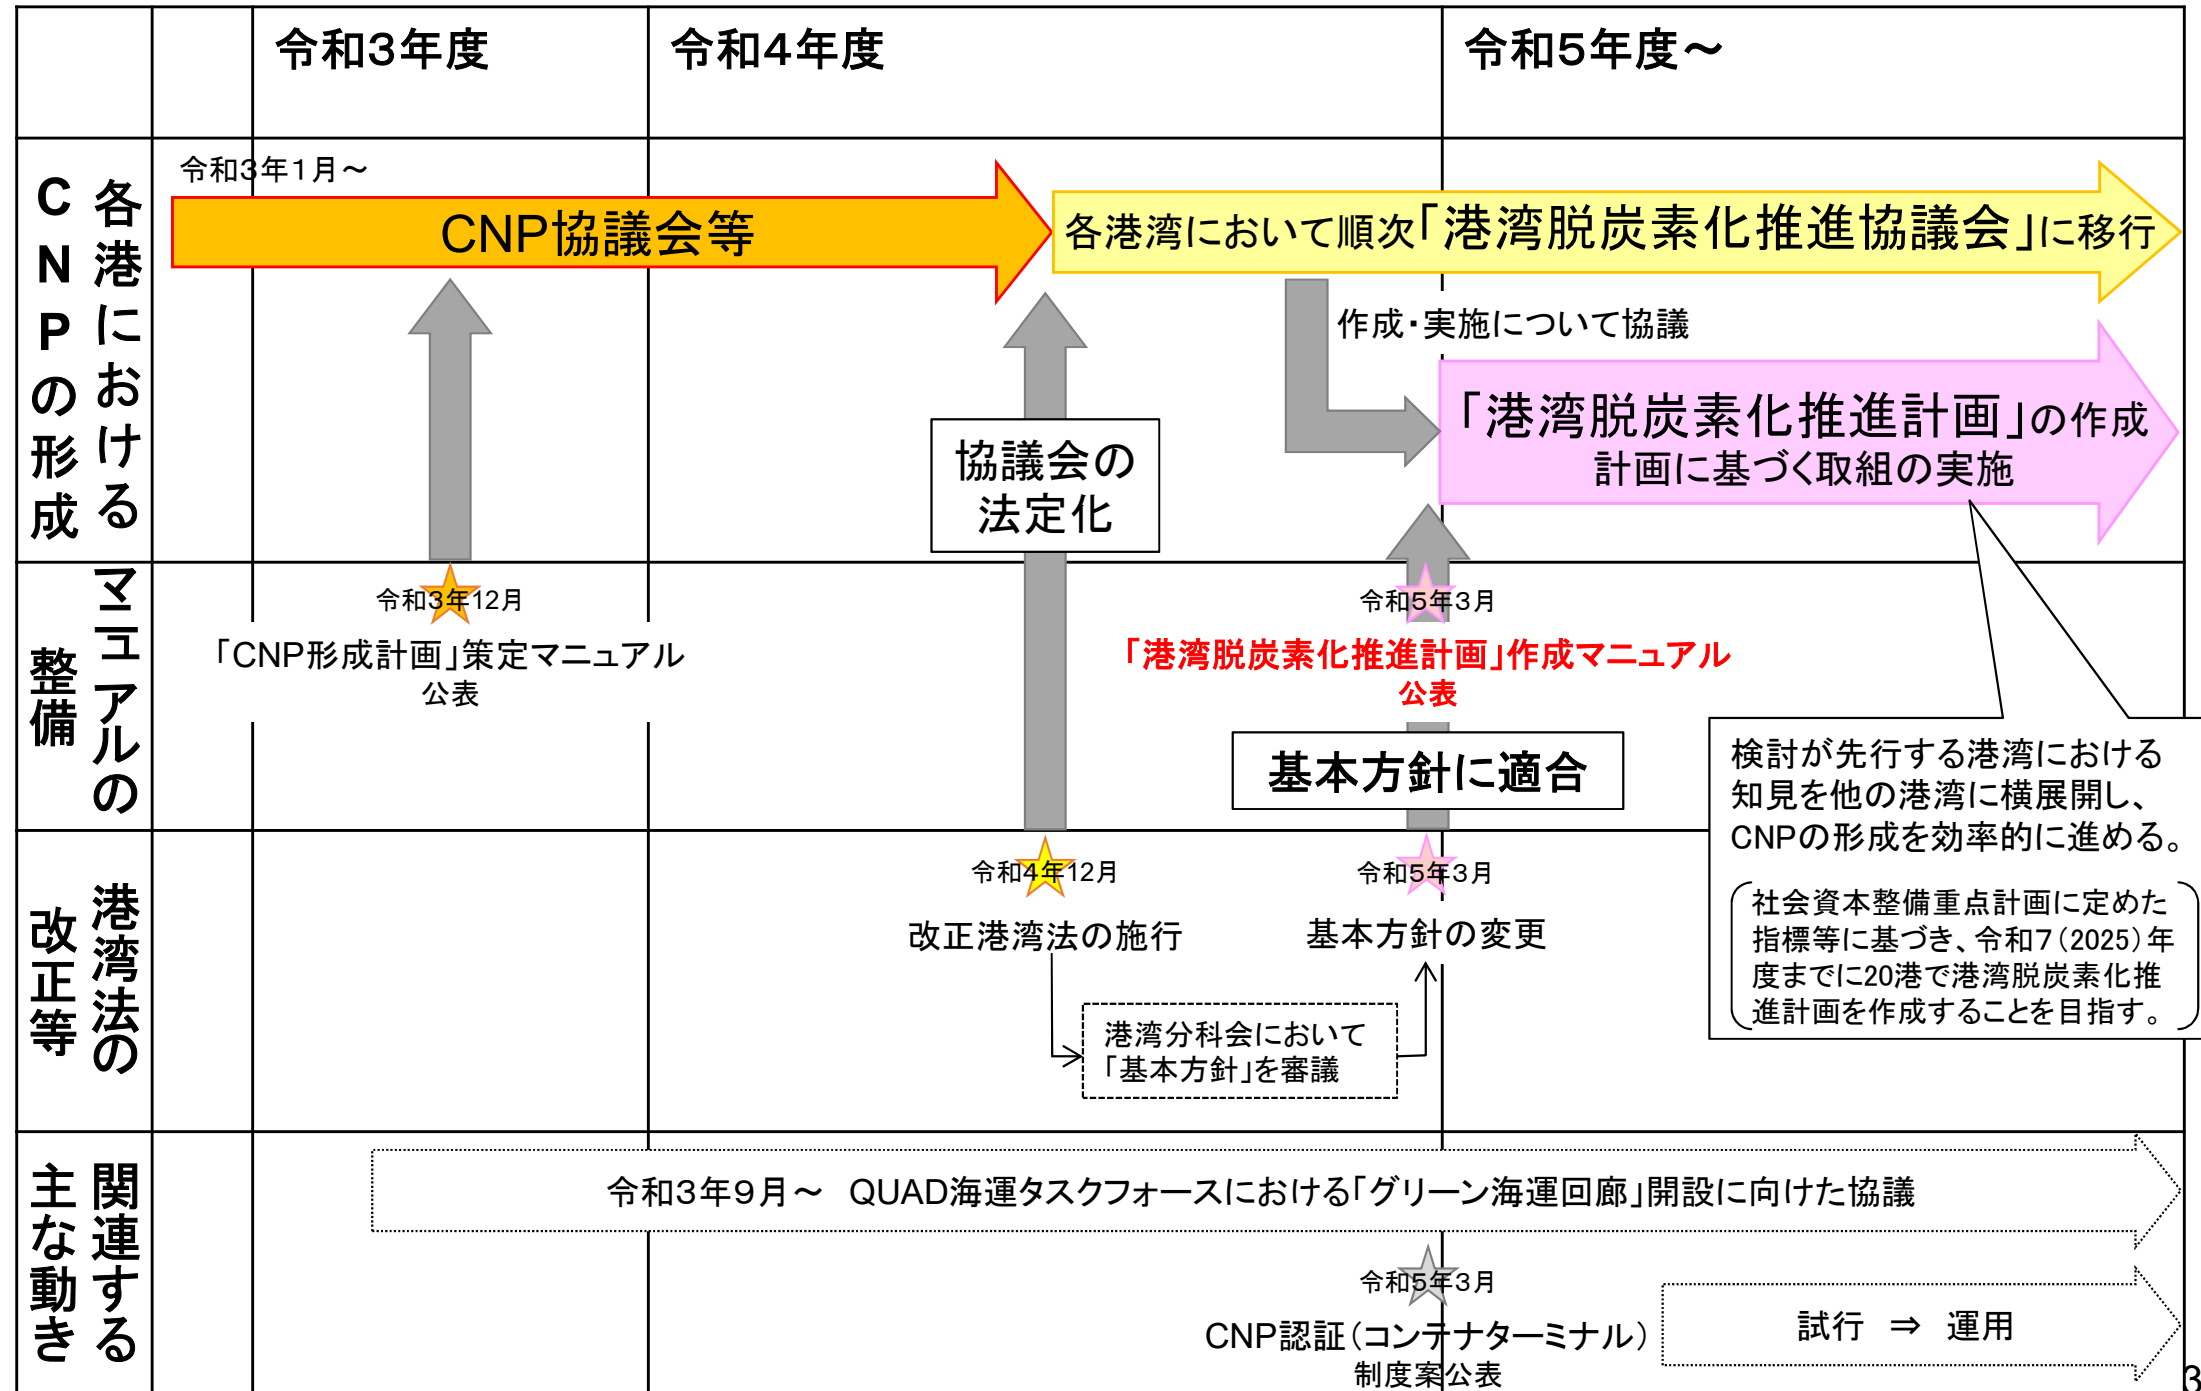 令和3年度
令和4年度
令和5年度～
各港における
CNPの形成
令和3年1月～
CNP協議会等
各港湾において順次「港湾脱炭素化推進協議会」に移行
作成・実施について協議
「港湾脱炭素化推進計画」の作成
計画に基づく取組の実施
協議会の
法定化
マニュアルの
整備
令和3年12月
「CNP形成計画」策定マニュアル
公表
令和5年3月
「港湾脱炭素化推進計画」作成マニュアル
公表
基本方針に適合
検討が先行する港湾における
知見を他の港湾に横展開し、
CNPの形成を効率的に進める。
社会資本整備重点計画に定めた
指標等に基づき、令和7（2025）年
度までに20港で港湾脱炭素化推
進計画を作成することを目指す。
港湾法の
改正等
令和4年12月
改正港湾法の施行
令和5年3月
基本方針の変更
港湾分科会において
「基本方針」を審議
関連する
主な動き
令和3年9月～　QUAD海運タスクフォースにおける「グリーン海運回廊」開設に向けた協議
令和5年3月
CNP認証（コンテナターミナル）
制度案公表
試行　⇒　運用
3